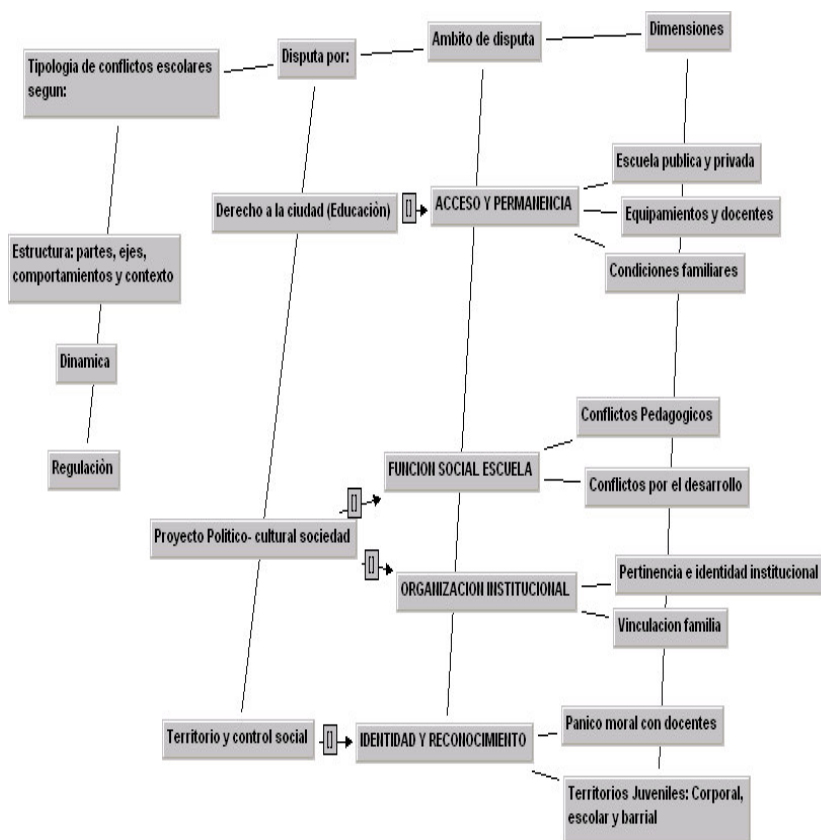 Tipologia de conflictos escolares
segun:
Disputa por:
Ambito de disputa
Dimensiones
Estructura: partes, ejes,
comportamientos y contexto
Dinamica
Regulaciòn
Derecho a la ciudad (Educaciòn)
ACCESO Y PERMANENCIA
Escuela publica y privada
Equipamientos y docentes
Condiciones familiares
Proyecto Politico- cultural sociedad
FUNCION SOCIAL ESCUELA
Conflictos Pedagogicos
Conflictos por el desarrollo
ORGANIZACION INSTITUCIONAL
Pertinencia e identidad institucional
Vinculacion familia
Territorio y control social
IDENTIDAD Y RECONOCIMIENTO
Panico moral con docentes
Territorios Juveniles: Corporal,
escolar y barrial